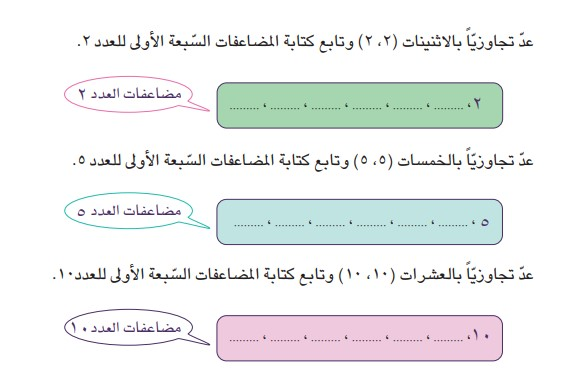 عدّ تجاوزيّاً بالاثنينات (٢، ٢) وتابع كتابة المضاعفات السّبعة الأولى للعدد ٢.
٢، ......... ، ......... ، ......... ، ......... ، ......... ، .........
مضاعفات العدد ٢
عدّ تجاوزيّاً بالخمسات (٥، ٥) وتابع كتابة المضاعفات السّبعة الأولى للعدد ٥.
٥ ، ......... ، ......... ، ......... ، ......... ، ......... ، .........
مضاعفات العدد ٥
عدّ تجاوزيّاً بالعشرات (١٠، ١٠) وتابع كتابة المضاعفات السّبعة الأولى للعدد١٠.
١٠، ......... ، ......... ، ......... ، ......... ، ......... ، .........
مضاعفات العدد ١٠